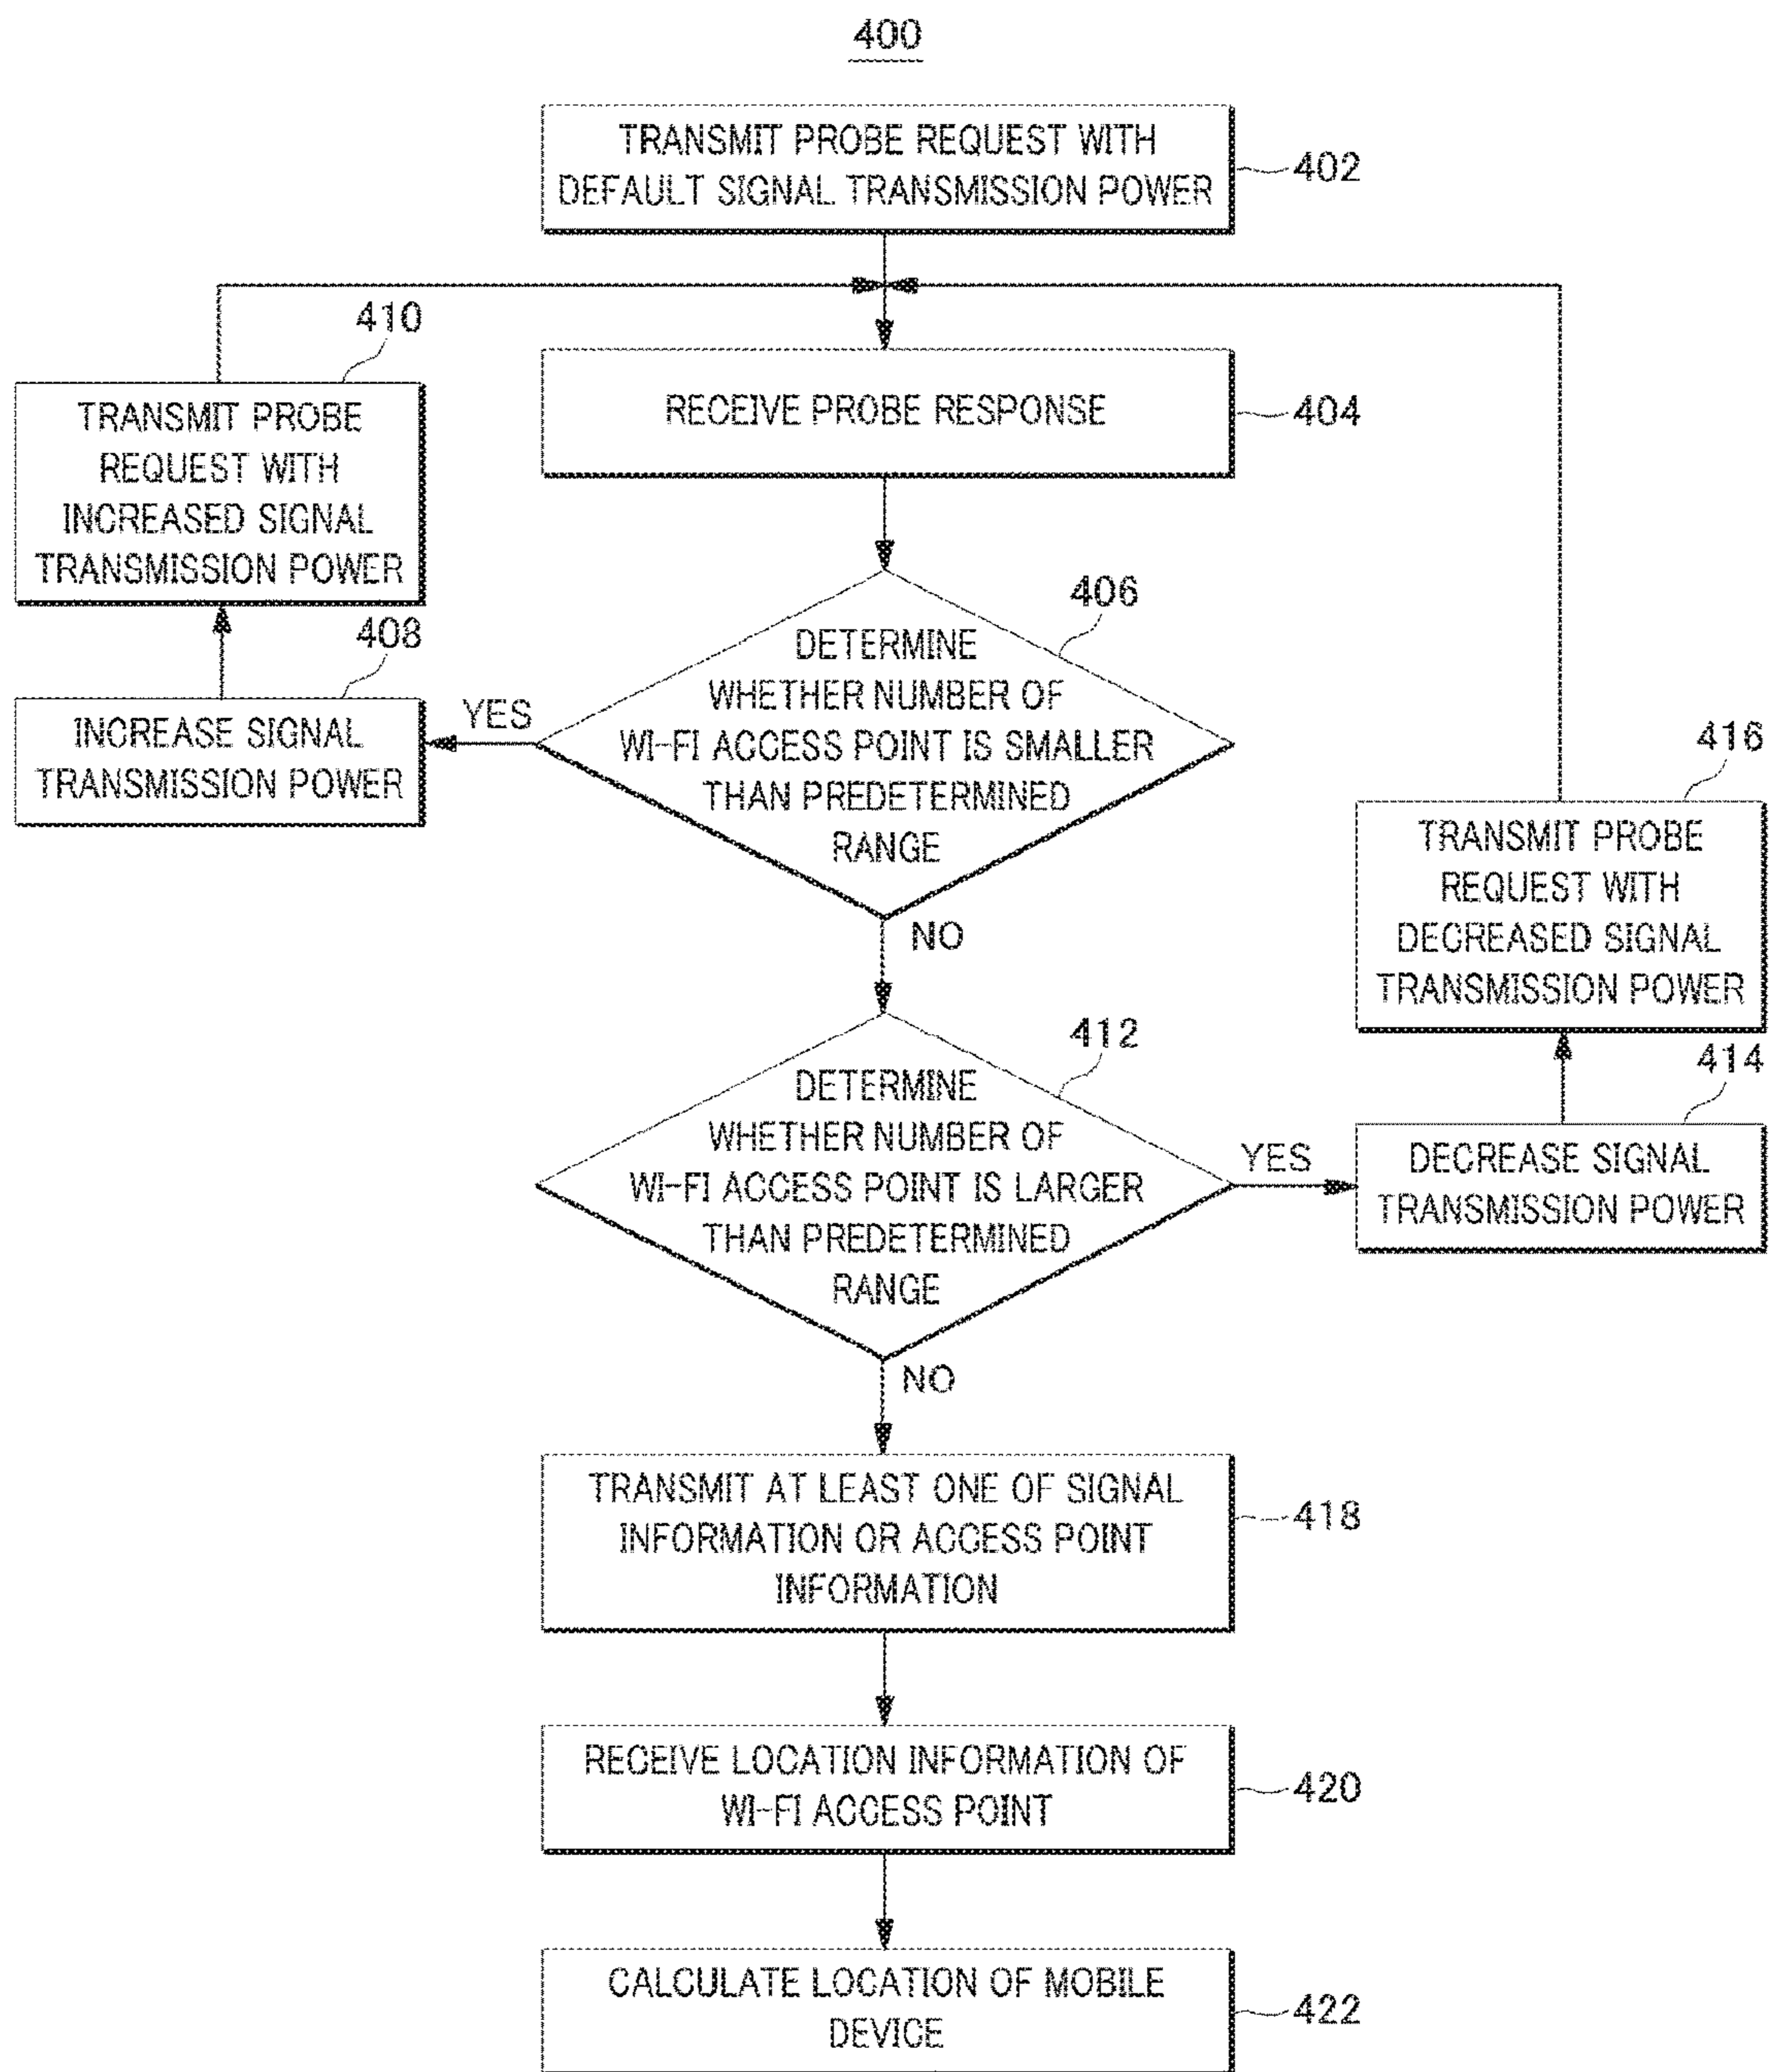 400
TRANSMIT PROBE REQUEST WITH
DEFAULT SIGNAL TRANSMISSION POWER
402
410
TRANSMIT PROBE
REQUEST WITH
INCREASED SIGNAL
TRANSMISSION POWER
RECEIVE PROBE RESPONSE
404
406
DETERMINE
WHETHER NUMBER OF
WI-FI ACCESS POINT IS SMALLER
THAN PREDETERMINED
RANGE
408
YES
INCREASE SIGNAL
TRANSMISSION POWER
NO
416
TRANSMIT PROBE
REQUEST WITH
DECREASED SIGNAL
TRANSMISSION POWER
412
DETERMINE
WHETHER NUMBER OF
WI-FI ACCESS POINT IS LARGER
THAN PREDETERMINED
RANGE
YES
414
DECREASE SIGNAL
TRANSMISSION POWER
NO
TRANSMIT AT LEAST ONE OF SIGNAL
INFORMATION OR ACCESS POINT
INFORMATION
418
RECEIVE LOCATION INFORMATION OF
WI-FI ACCESS POINT
420
CALCULATE LOCATION OF MOBILE
DEVICE
422